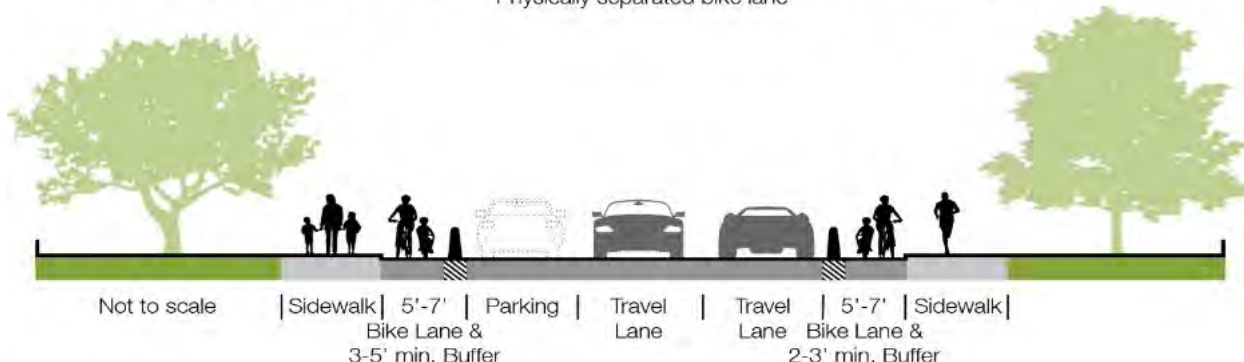 Physically separated bike lane
Not to scale | Sidewalk | 5'-7' | Parking | Travel Lane | Travel Lane | 5'-7' | Sidewalk |
Bike Lane & 3-5' min. Buffer
Bike Lane & 2-3' min. Buffer